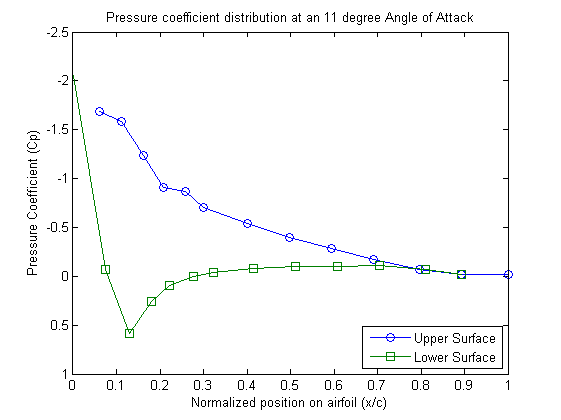 Pressure coefficient distribution at an 11 degree Angle of Attack
-2.5
-2
-1.5
-1
-0.5
0
0.5
1
Pressure Coefficient (Cp)
Upper Surface
Lower Surface
0 0.1 0.2 0.3 0.4 0.5 0.6 0.7 0.8 0.9 1
Normalized position on airfoil (x/c)